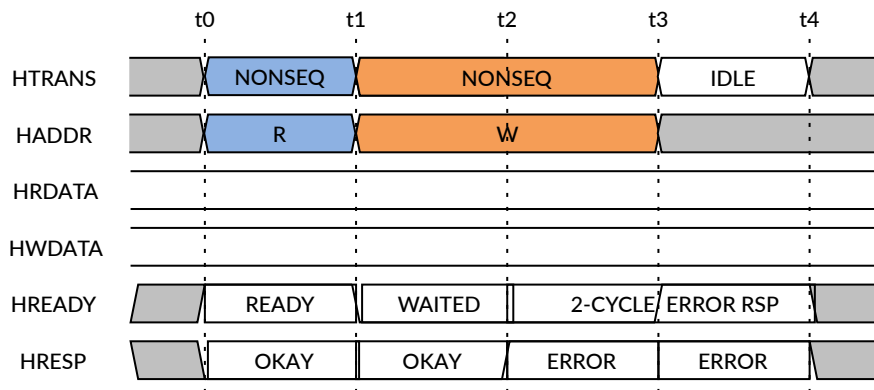 t0 t1 t2 t3 t4
HTRANS NONSEQ NONSEQ IDLE
HADDR R W
HRDATA
HWDATA
HREADY READY WAITED 2-CYCLE ERROR RSP
HRESP OKAY OKAY ERROR ERROR